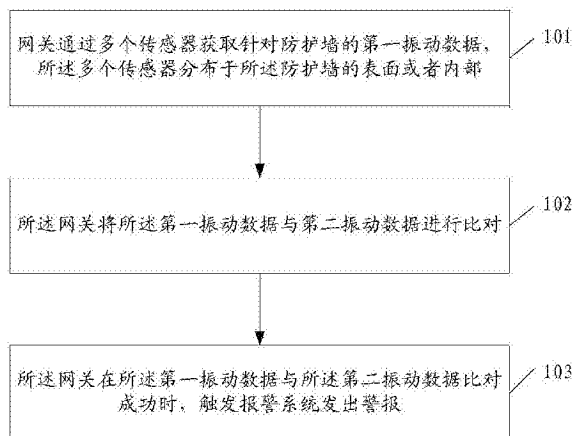 网关通过多个传感器获取针对防护墙的第一振动数据，
所述多个传感器分布于所述防护墙的表面或者内部
101
所述网关将所述第一振动数据与第二振动数据进行比对
102
所述网关在所述第一振动数据与所述第二振动数据比对
成功时，触发报警系统发出警报
103